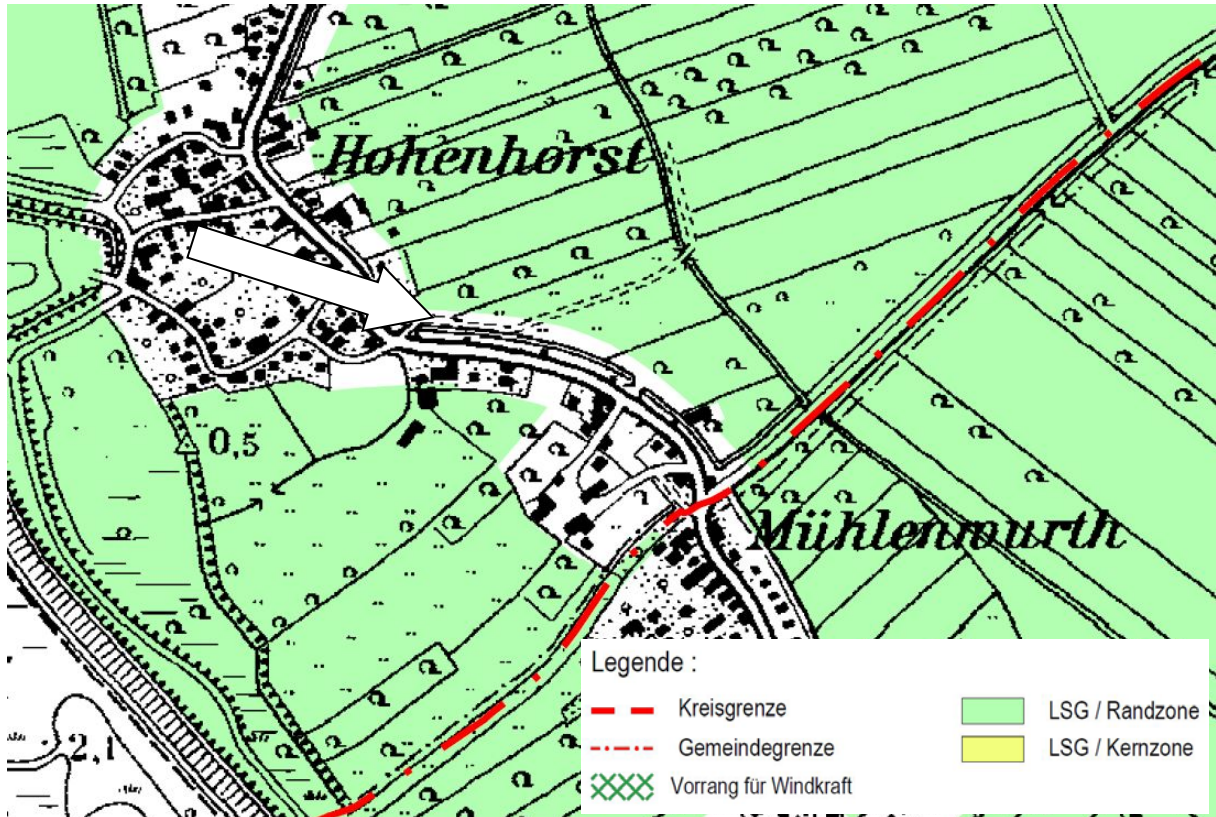 Hohenhorst
0,5
Mühlenwurth
2,1
Legende :
Kreisgrenze
Gemeindegrenze
Vorrang für Windkraft
LSG / Randzone
LSG / Kernzone